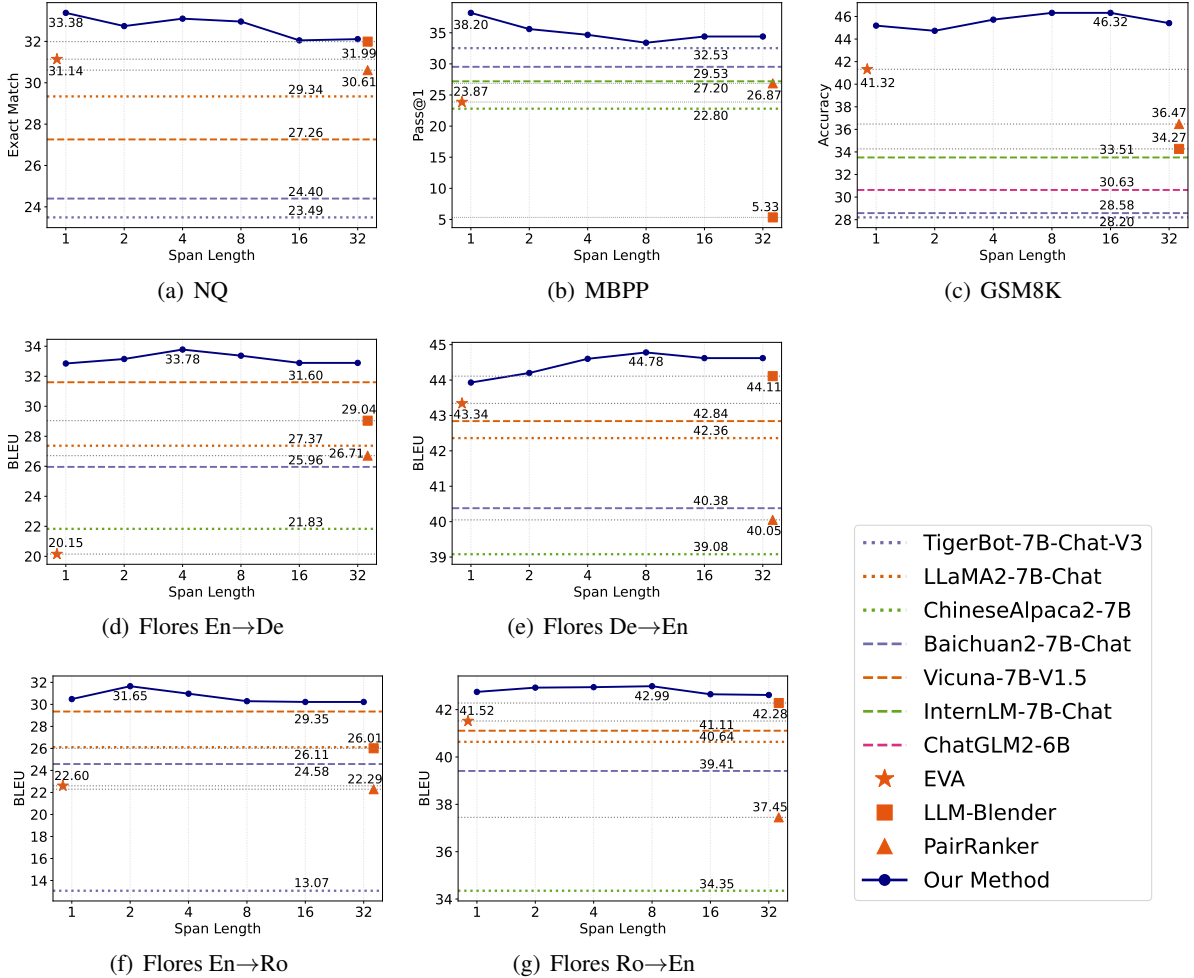 33.38
31.14
31.99
30.61
29.34
27.26
24.40
23.49
32
30
28
26
24
Exact Match
1 2 4 8 16 32
Span Length
(a) NQ
38.20
32.53
29.53
27.20
26.87
23.87
22.80
5.33
35
30
25
20
15
10
5
Pass@1
1 2 4 8 16 32
Span Length
(b) MBPP
46.32
41.32
36.47
34.27
33.51
30.63
28.58
28.20
46
44
42
40
38
36
34
32
30
28
Accuracy
1 2 4 8 16 32
Span Length
(c) GSM8K
33.78
31.60
29.04
27.37
26.71
25.96
21.83
20.15
34
32
30
28
26
24
22
20
BLEU
1 2 4 8 16 32
Span Length
(d) Flores En→De
44.78
44.11
43.34
42.84
42.36
40.38
40.05
39.08
45
44
43
42
41
40
39
BLEU
1 2 4 8 16 32
Span Length
(e) Flores De→En
31.65
29.35
26.01
26.11
24.58
22.60
22.29
13.07
32
30
28
26
24
22
20
18
16
14
BLEU
1 2 4 8 16 32
Span Length
(f) Flores En→Ro
42.99
42.28
41.52
41.11
40.64
39.41
37.45
34.35
42
40
38
36
34
BLEU
1 2 4 8 16 32
Span Length
(g) Flores Ro→En
TigerBot-7B-Chat-V3
LLaMA2-7B-Chat
ChineseAlpaca2-7B
Baichuan2-7B-Chat
Vicuna-7B-V1.5
InternLM-7B-Chat
ChatGLM2-6B
EVA
LLM-Blender
PairRanker
Our Method